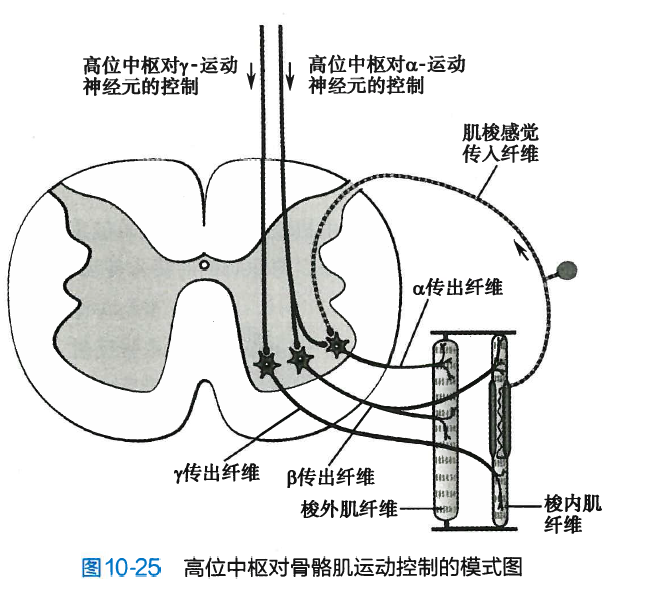 高位中枢对γ-运动
神经元的控制
高位中枢对α-运动
神经元的控制
肌梭感觉
传入纤维
α传出纤维
γ传出纤维
β传出纤维
梭外肌纤维
梭内肌
纤维
图10-25 高位中枢对骨骼肌运动控制的模式图